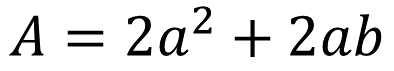 A = 2a² + 2ab